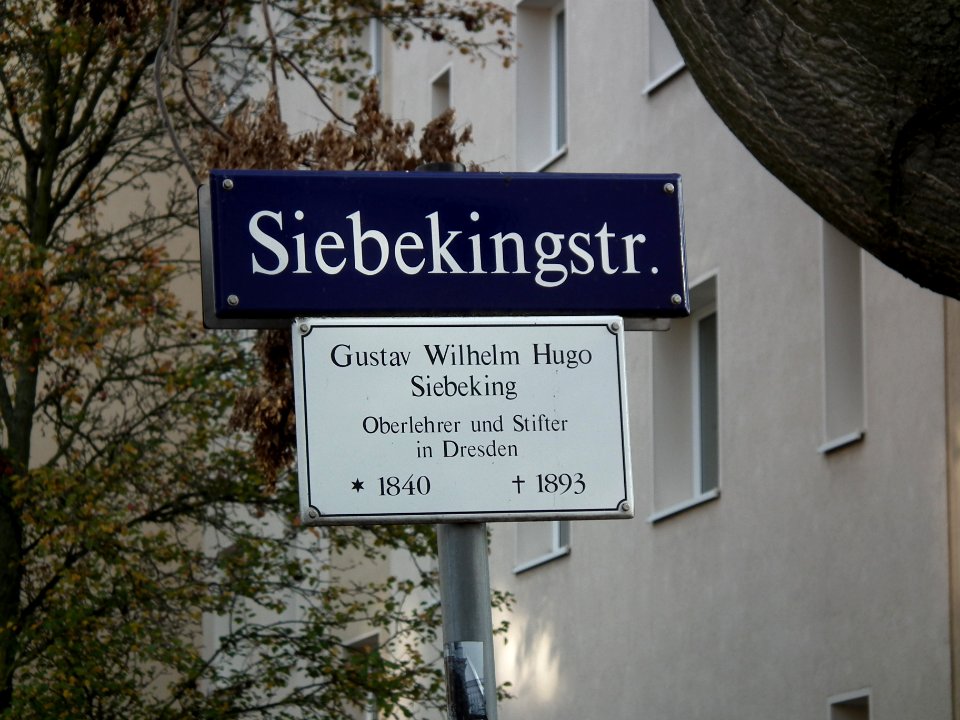 Siebekingstr.
Gustav Wilhelm Hugo
Siebeking
Oberlehrer und Stifter
in Dresden
* 1840 † 1893